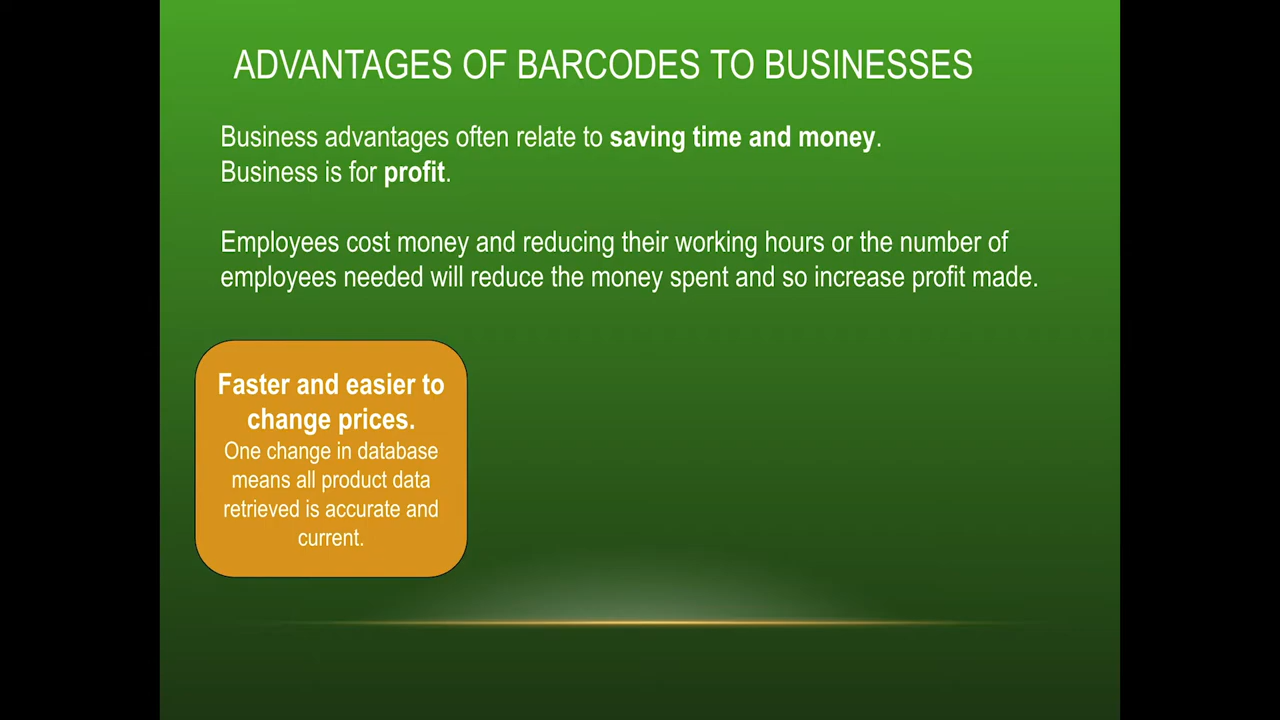 ADVANTAGES OF BARCODES TO BUSINESSES
Business advantages often relate to saving time and money.
Business is for profit.
Employees cost money and reducing their working hours or the number of
employees needed will reduce the money spent and so increase profit made.
Faster and easier to
change prices.
One change in database
means all product data
retrieved is accurate and
current.